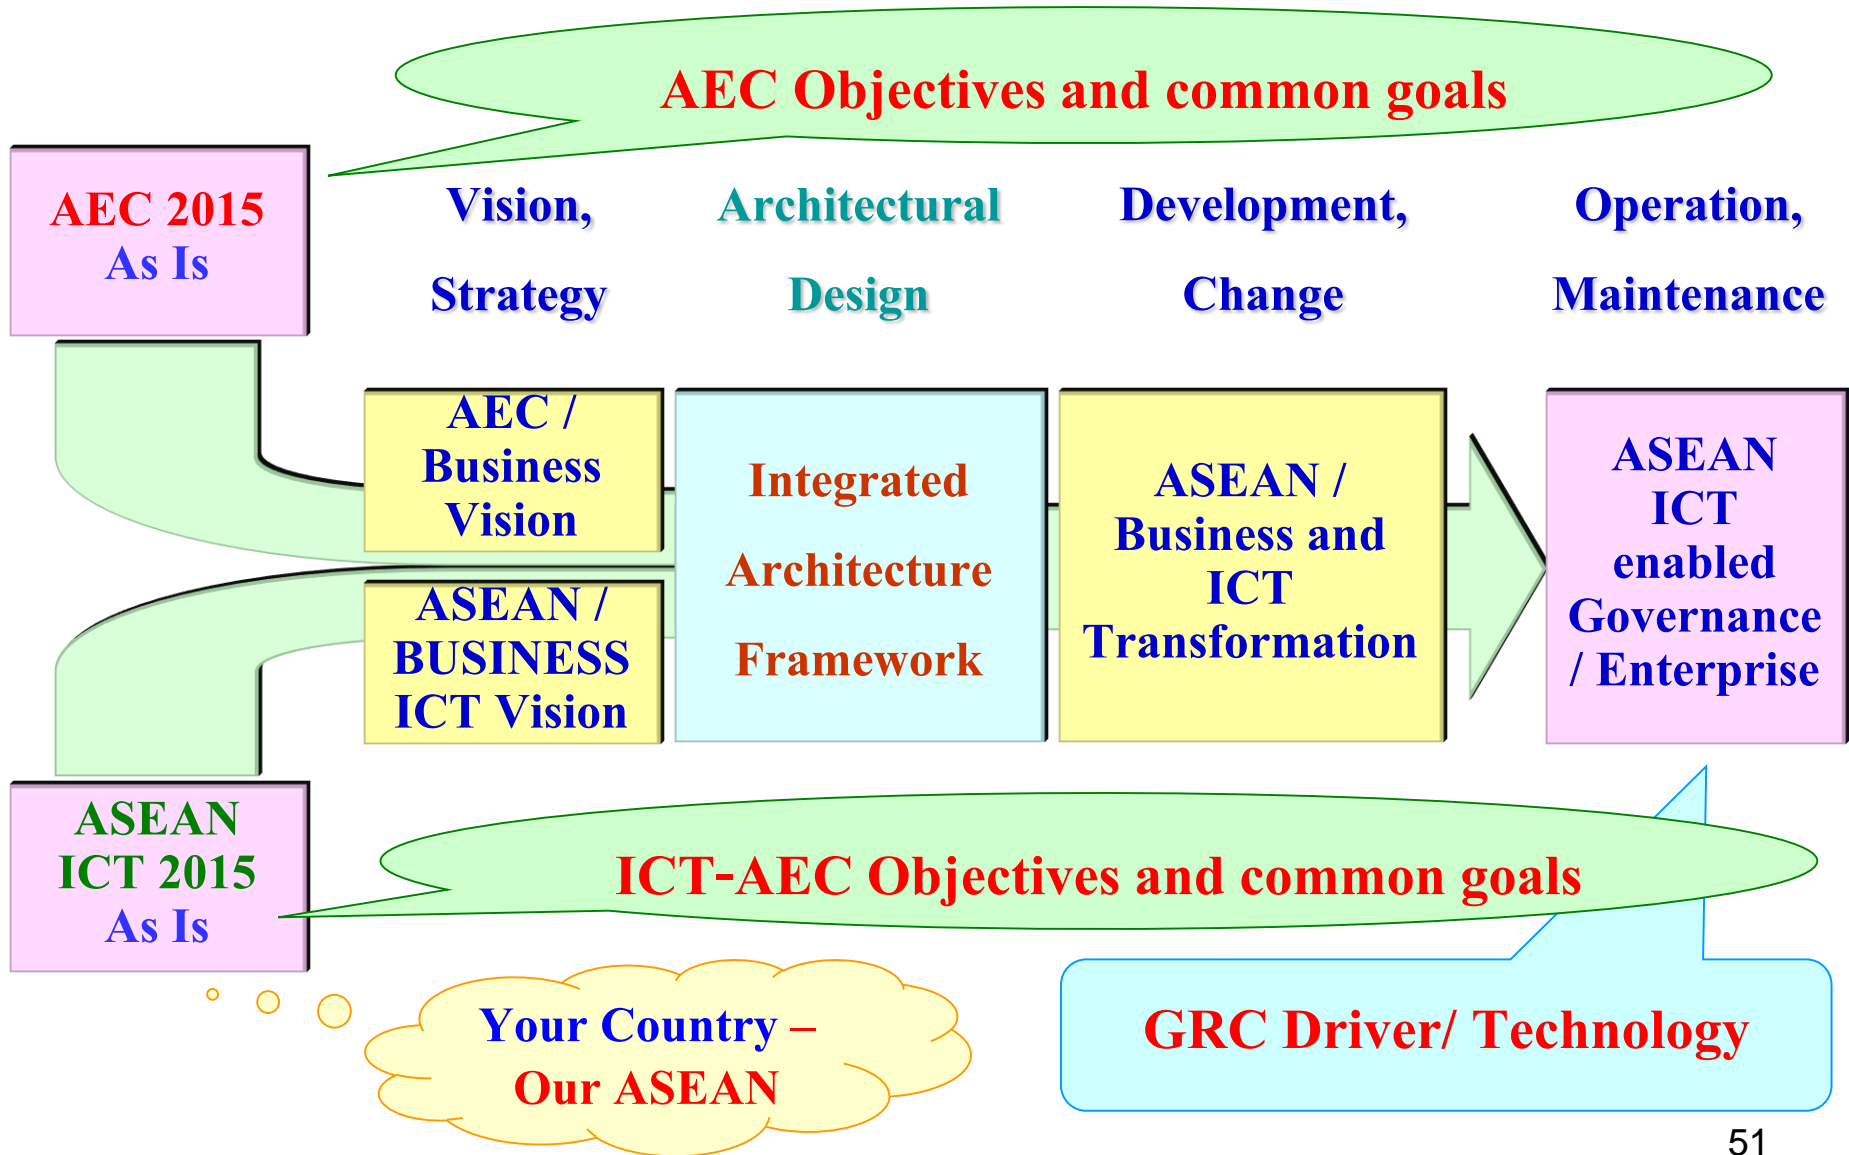 AEC Objectives and common goals
AEC 2015
As Is
Vision,
Strategy
Architectural
Design
Development,
Change
Operation,
Maintenance
AEC /
Business
Vision
ASEAN /
BUSINESS
ICT Vision
Integrated
Architecture
Framework
ASEAN /
Business and
ICT
Transformation
ASEAN
ICT
enabled
Governance
/ Enterprise
ASEAN
ICT 2015
As Is
ICT-AEC Objectives and common goals
Your Country –
Our ASEAN
GRC Driver/ Technology
51